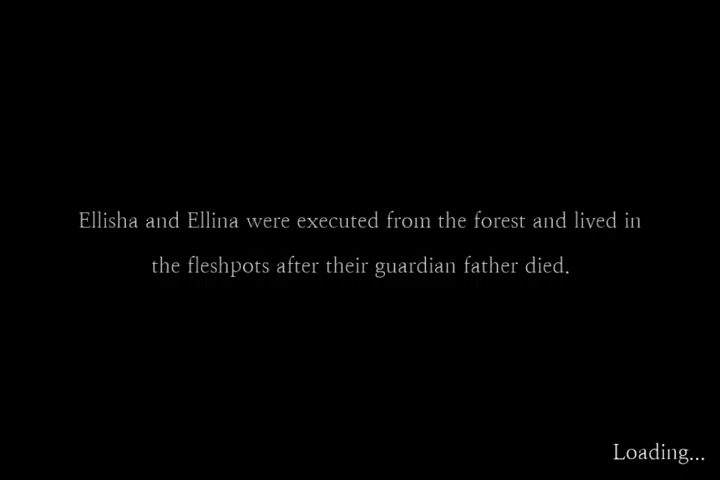 Ellisha and Ellina were executed from the forest and lived in
the fleshpots after their guardian father died.
Loading...